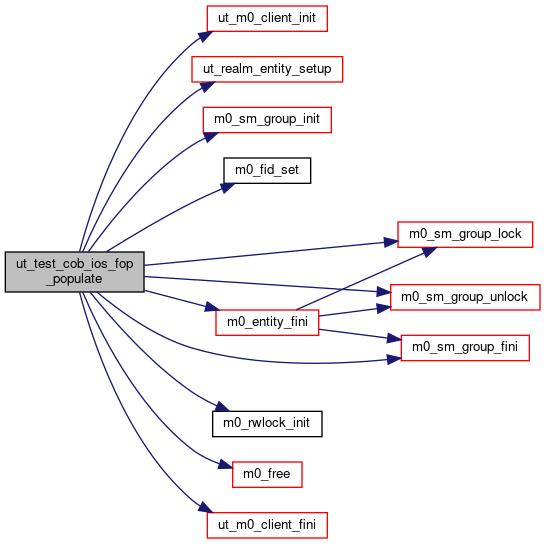 ut_m0_client_init
ut_realm_entity_setup
m0_sm_group_init
m0_fid_set
m0_sm_group_lock
ut_test_cob_ios_fop
_populate
m0_sm_group_unlock
m0_entity_fini
m0_sm_group_fini
m0_rwlock_init
m0_free
ut_m0_client_fini